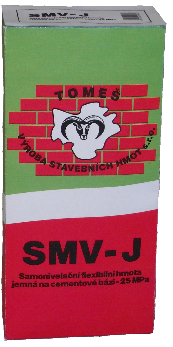 SMV-J
TOMEŠ
VÝROBA STAVEBNÍCH HMOT s.r.o.
SMV-J
Samonivelační flexibilní hmota
jemná na cementové bázi - 25 MPa